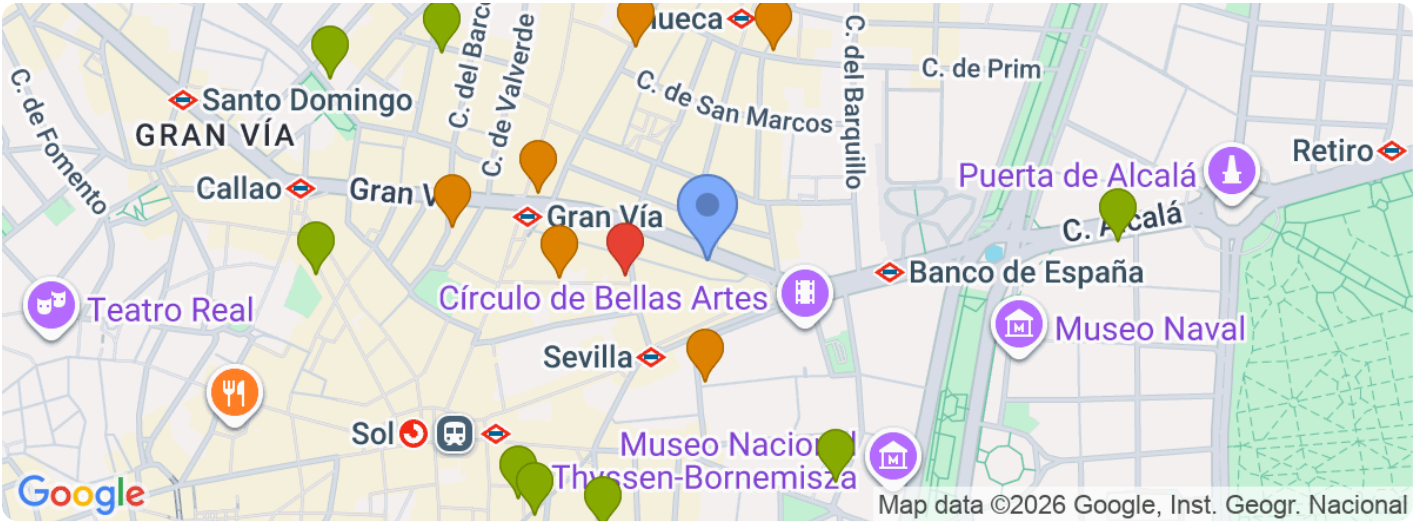 ueca
C. del Barco
C. de Valverde
C. del Barquillo
C. de Prim
C. de Fomento
Santo Domingo
C. de San Marcos
GRAN VÍA
Retiro
Puerta de Alcalá
Callao
Gran V
Gran Vía
C. Alcalá
Banco de España
Círculo de Bellas Artes
Teatro Real
Museo Naval
Sevilla
Sol
Museo Nacional
Thyssen-Bornemisza
Google
Map data ©2026 Google, Inst. Geogr. Nacional